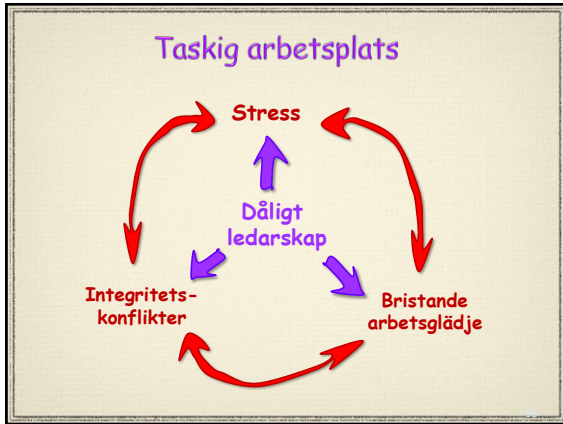 Taskig arbetsplats
Stress
Dåligt
ledarskap
Integritets-
konflikter
Bristande
arbetsglädje